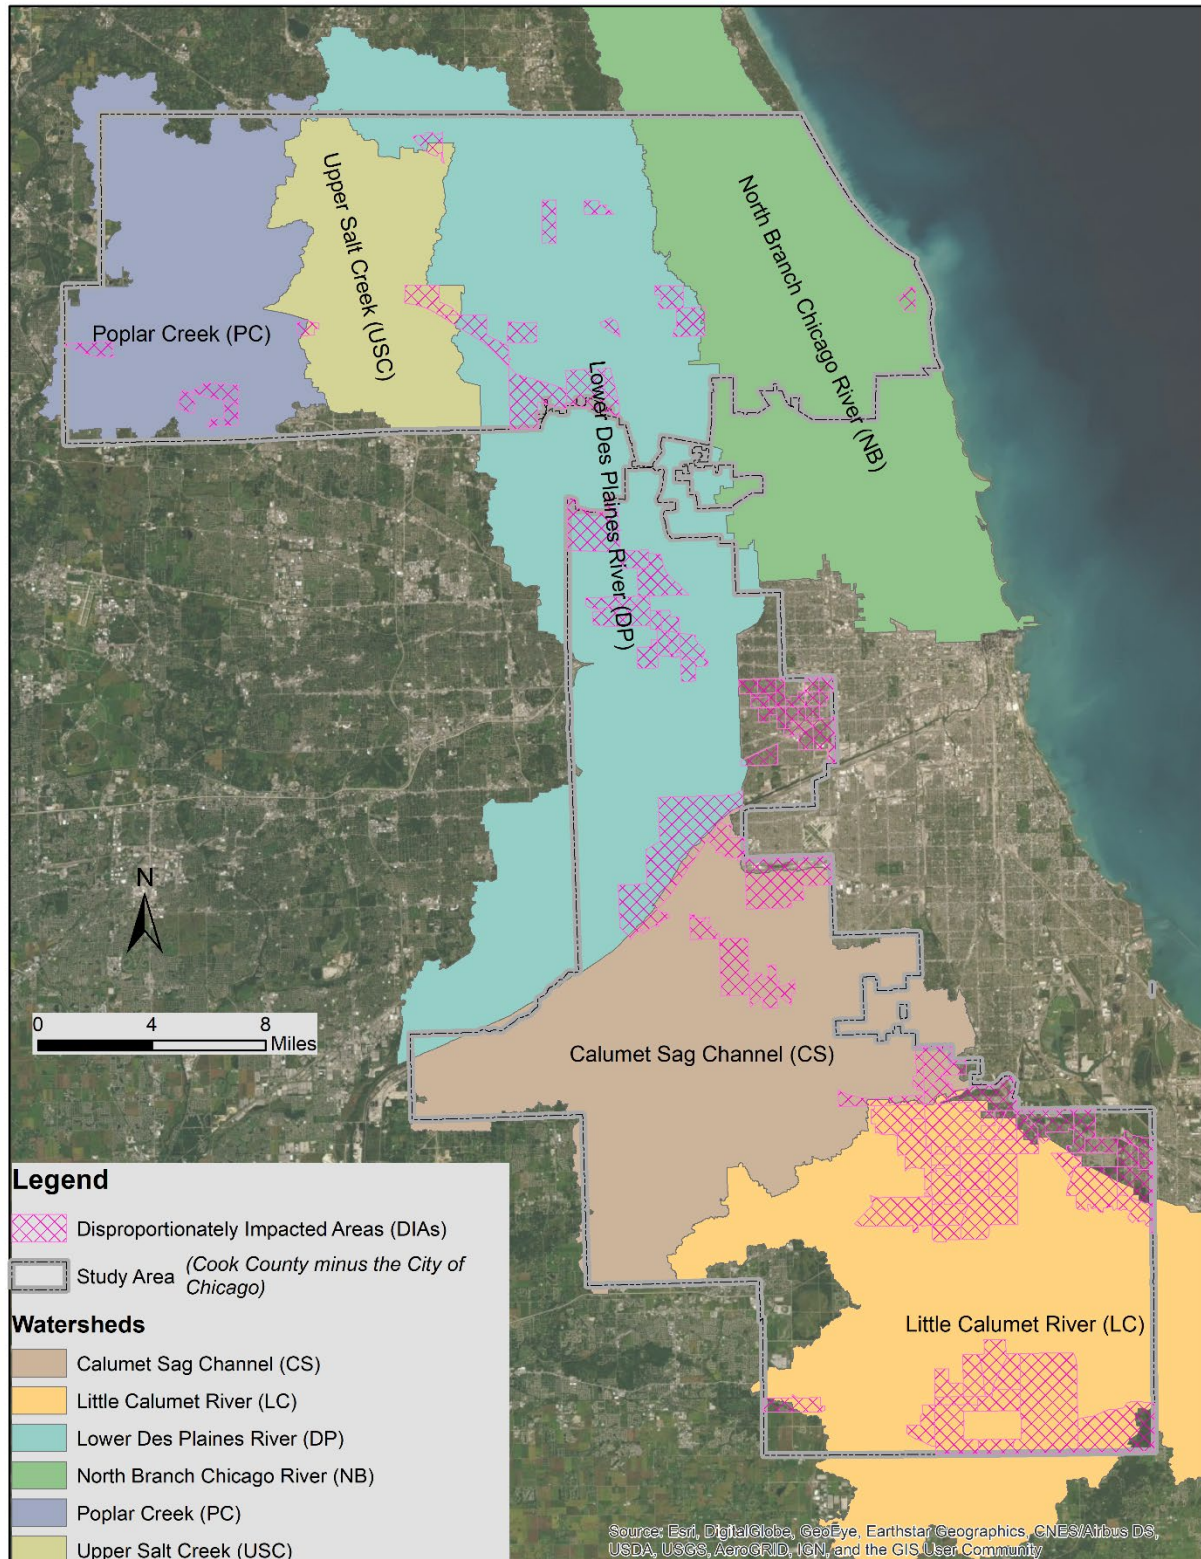 Upper Salt Creek (USC)
North Branch Chicago River (NB)
Poplar Creek (PC)
Lower Des Plaines River (DP)
N
0 4 8
Miles
Calumet Sag Channel (CS)
Little Calumet River (LC)
Legend
Disproportionately Impacted Areas (DIAs)
Study Area (Cook County minus the City of
Chicago)
Watersheds
Calumet Sag Channel (CS)
Little Calumet River (LC)
Lower Des Plaines River (DP)
North Branch Chicago River (NB)
Poplar Creek (PC)
Upper Salt Creek (USC)
Source: Esri, DigitalGlobe, GeoEye, Earthstar Geographics, CNES/Airbus DS,
USDA, USGS, AeroGRID, IGN, and the GIS User Community